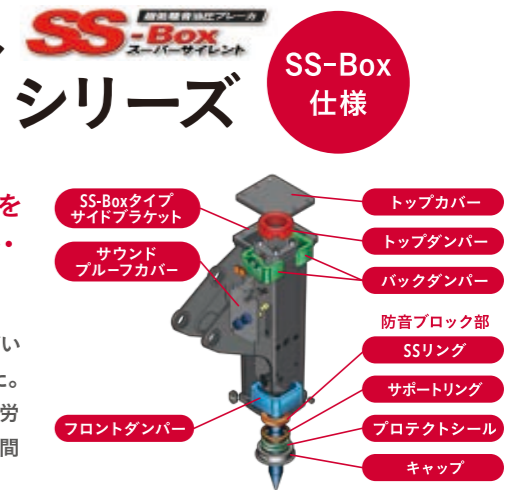 超低騒音油圧ブレーカ
SS-Box
スーパーサイレント
シリーズ
SS-Box
仕様
を
・
い
た。
労
間
SS-Boxタイプ
サイドブラケット
サウンド
プルーフカバー
フロントダンパー
トップカバー
トップダンパー
バックダンパー
防音ブロック部
SSリング
サポートリング
プロテクトシール
キャップ